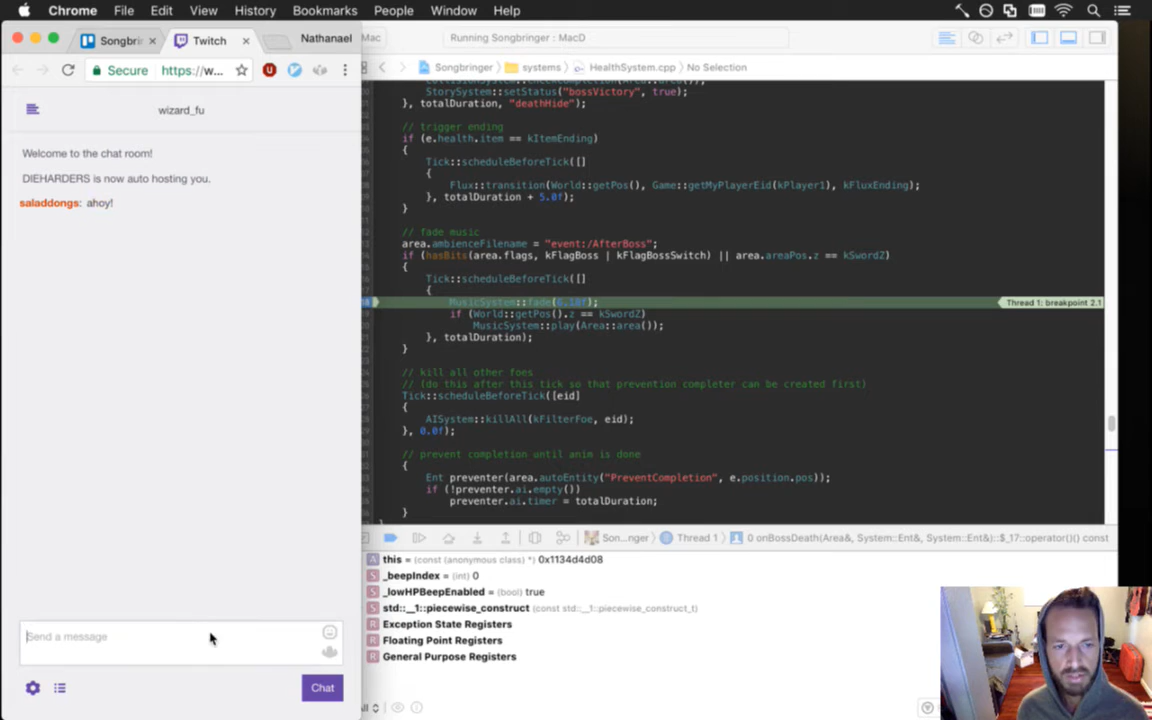 Chrome File Edit View History Bookmarks People Window Help
Songbrin Twitch Nathanael
Mac
Running Songbringer : MacD
Secure https://w...
Songbringer systems HealthSystem.cpp No Selection
wizard_fu
Welcome to the chat room!
DIEHARDERS is now auto hosting you.
saladdongs: ahoy!
StorySystem::setStatus("bossVictory", true);
}, totalDuration, "deathHide");
// trigger ending
if (e.health.item == kItemEnding)
{
Tick::scheduleBeforeTick([]
{
Flux::transition(World::getPos(), Game::getMyPlayerEid(kPlayer1), kFluxEnding);
}, totalDuration + 5.0f);
}
// fade music
area.ambienceFilename = "event:/AfterBoss";
if (hasBits(area.flags, kFlagBoss | kFlagBossSwitch) || area.areaPos.z == kSwordZ)
{
Tick::scheduleBeforeTick([]
{
MusicSystem::fade(0.18f);
Thread 1: breakpoint 2.1
if (World::getPos().z == kSwordZ)
MusicSystem::play(Area::area());
}, totalDuration);
}
// kill all other foes
// (do this after this tick so that prevention completer can be created first)
Tick::scheduleBeforeTick([eid]
{
AISystem::killAll(kFilterFoe, eid);
}, 0.0f);
// prevent completion until anim is done
{
Ent preventer(area.autoEntity("PreventCompletion", e.position.pos));
if (!preventer.ai.empty())
preventer.ai.timer = totalDuration;
}
Son...nger Thread 1 0 onBossDeath(Area&, System::Ent&, System::Ent&)::$_17::operator()() const
A this = (const (anonymous class) *) 0x1134d4d08
S _beepIndex = (int) 0
S _lowHPBeepEnabled = (bool) true
S std::__1::piecewise_construct (const std::__1::piecewise_construct_t)
R Exception State Registers
R Floating Point Registers
R General Purpose Registers
Send a message
Chat